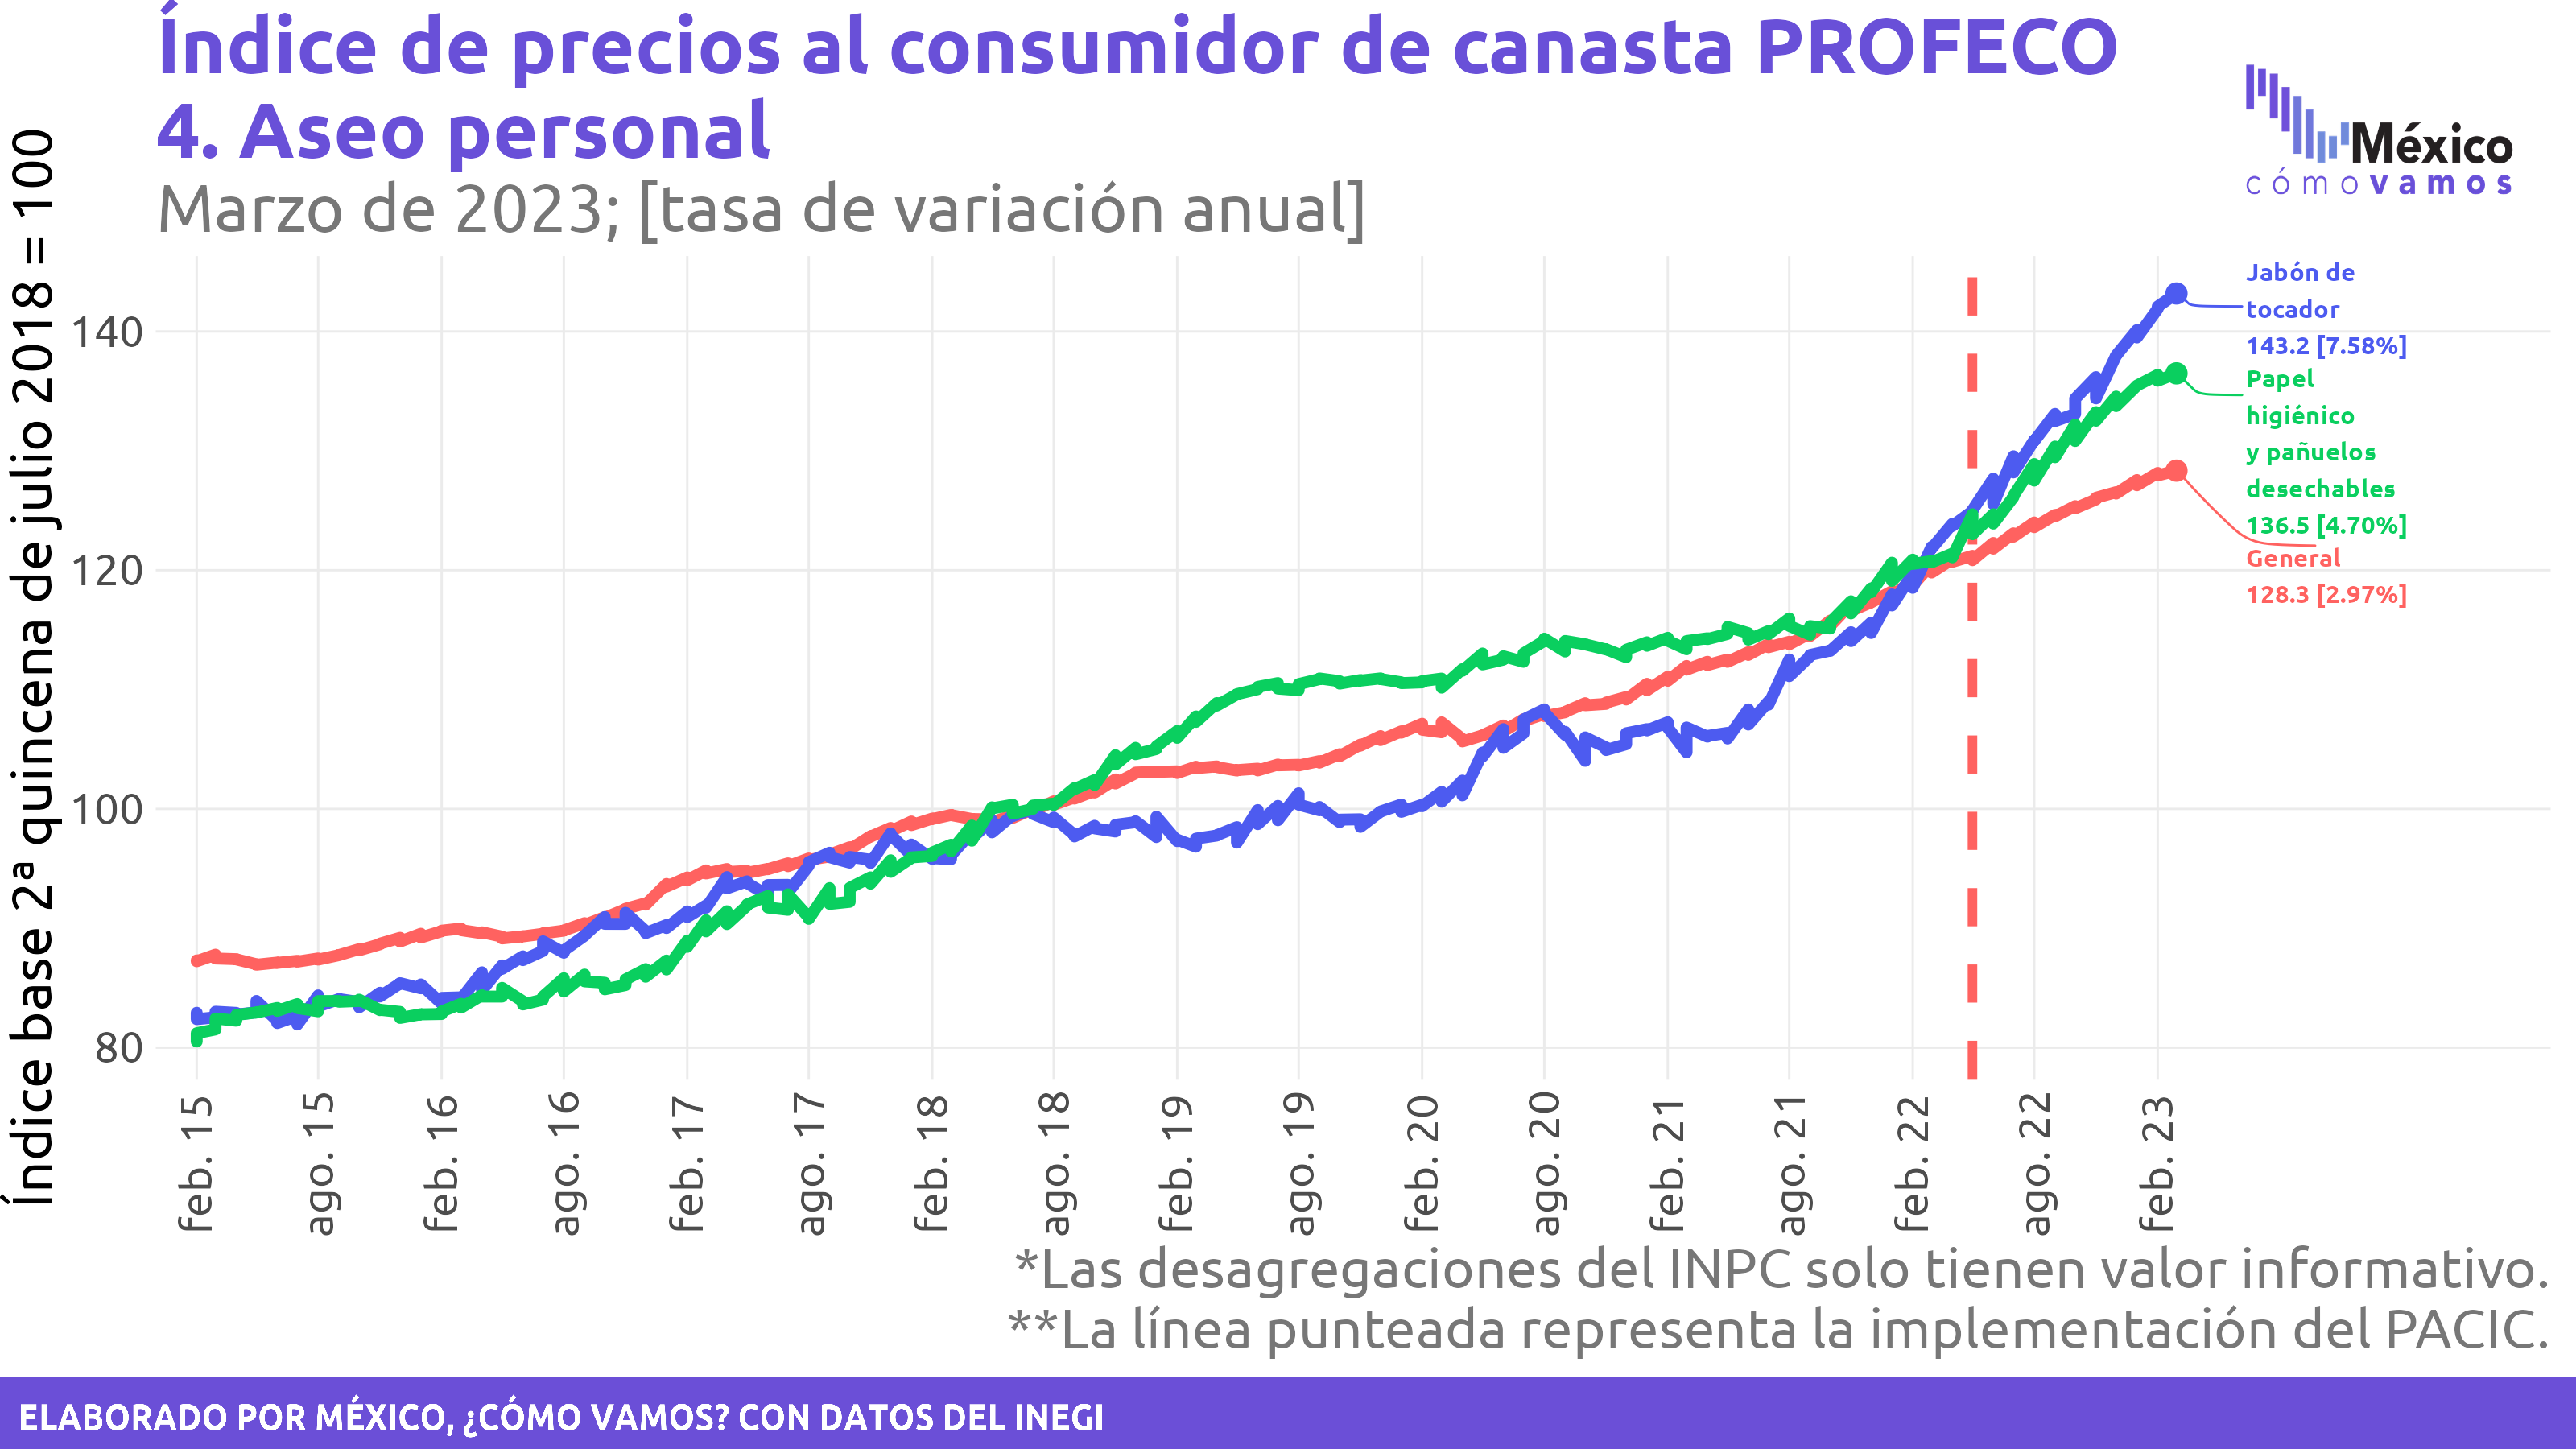 Índice de precios al consumidor de canasta PROFECO
4. Aseo personal
Marzo de 2023; [tasa de variación anual]
México
cómo vamos
Índice base 2ª quincena de julio 2018 = 100
140
120
100
80
Jabón de
tocador
143.2 [7.58%]
Papel
higiénico
y pañuelos
desechables
136.5 [4.70%]
General
128.3 [2.97%]
feb. 15
ago. 15
feb. 16
ago. 16
feb. 17
ago. 17
feb. 18
ago. 18
feb. 19
ago. 19
feb. 20
ago. 20
feb. 21
ago. 21
feb. 22
ago. 22
feb. 23
*Las desagregaciones del INPC solo tienen valor informativo.
**La línea punteada representa la implementación del PACIC.
ELABORADO POR MÉXICO, ¿CÓMO VAMOS? CON DATOS DEL INEGI